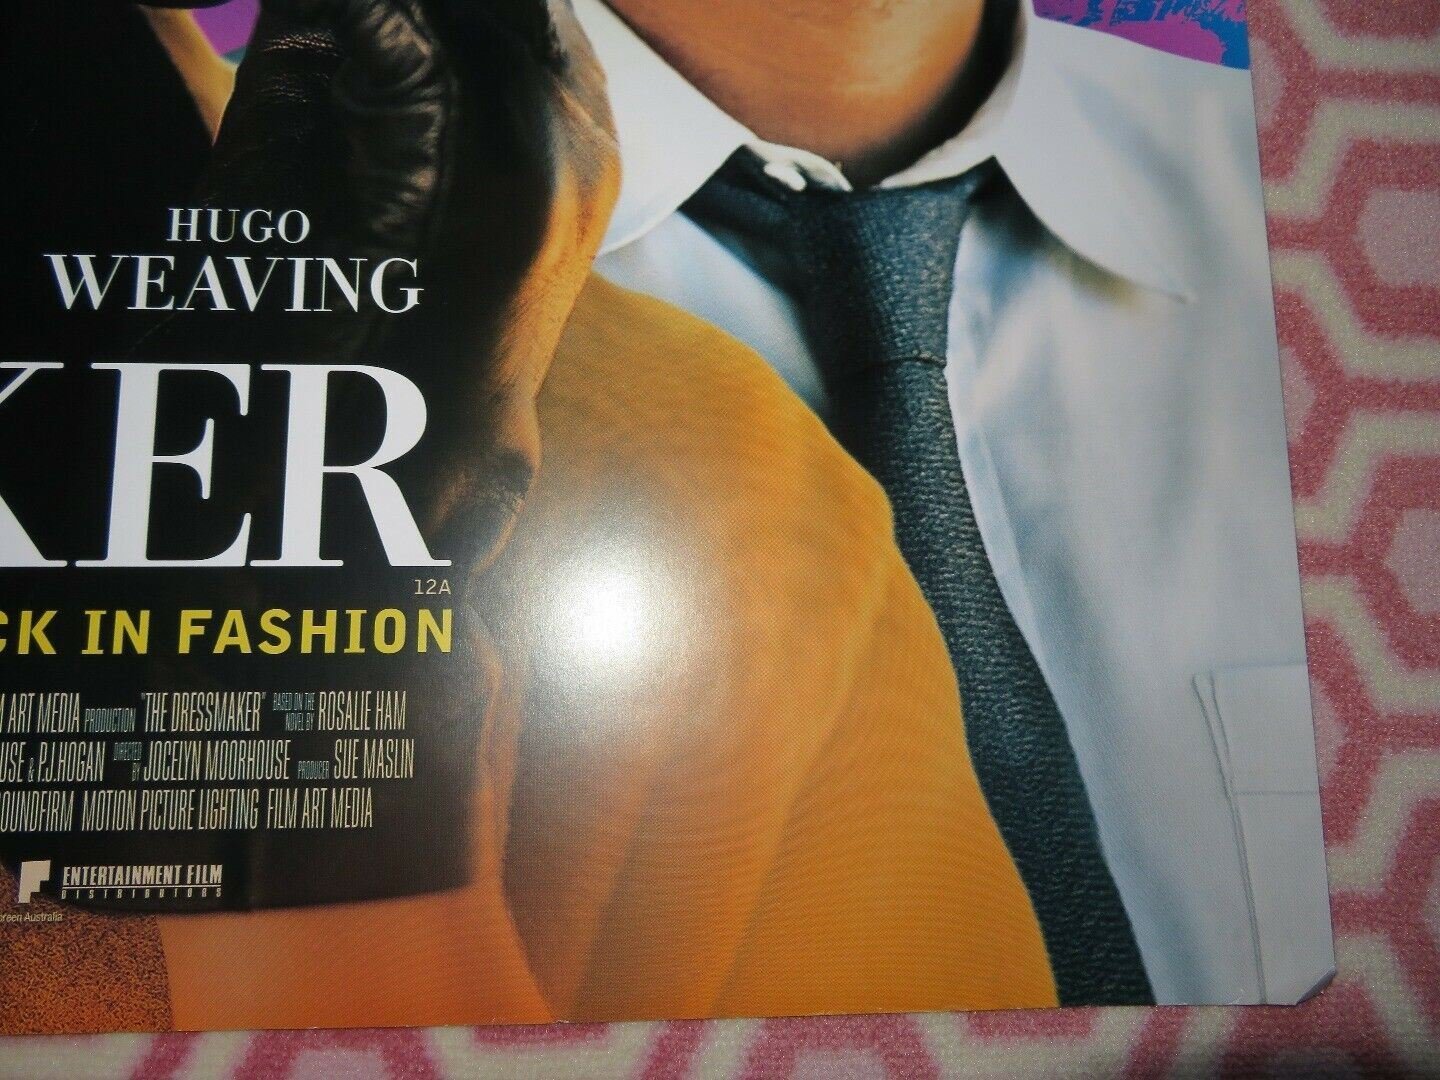 HUGO
WEAVING
KER
12A
CK IN FASHION
ART MEDIA PRODUCTION "THE DRESSMAKER" BASED ON THE NOVEL BY ROSALIE HAM
USE & P.J.HOGAN DIRECTED BY JOCELYN MOORHOUSE PRODUCER SUE MASLIN
OUNDFIRM MOTION PICTURE LIGHTING FILM ART MEDIA
F ENTERTAINMENT FILM
DISTRIBUTORS
creen Australia